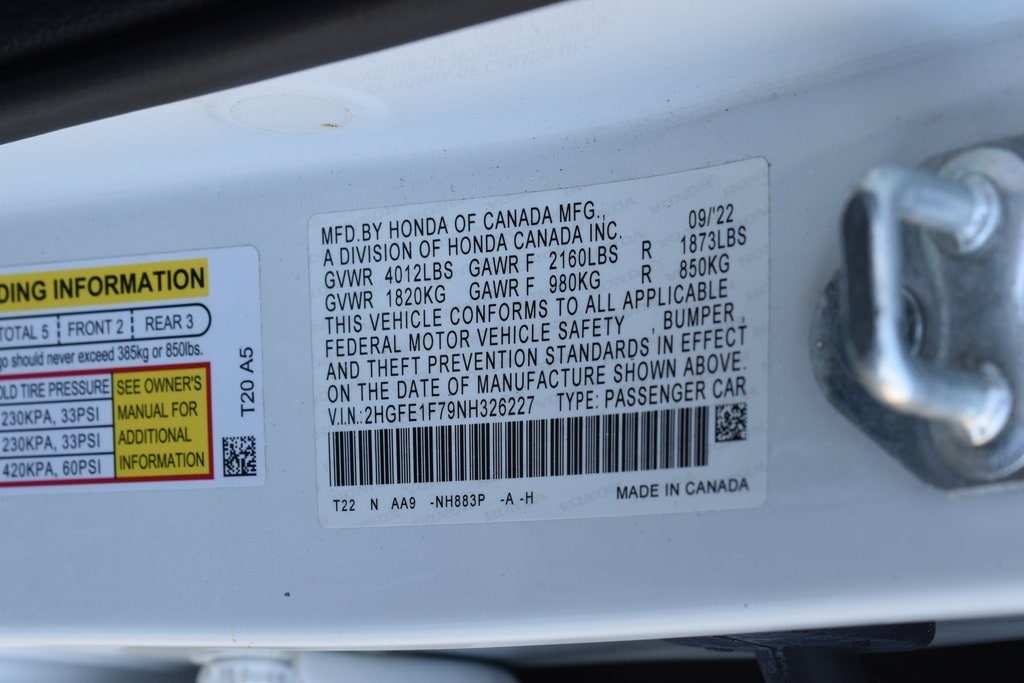 DING INFORMATION
TOTAL 5 FRONT 2 REAR 3
go should never exceed 385kg or 850lbs.
OLD TIRE PRESSURE
230KPA, 33PSI
230KPA, 33PSI
420KPA, 60PSI
SEE OWNER'S
MANUAL FOR
ADDITIONAL
INFORMATION
T20 A5
MFD.BY HONDA OF CANADA MFG., 09/'22
A DIVISION OF HONDA CANADA INC.
GVWR 4012LBS GAWR F 2160LBS R 1873LBS
GVWR 1820KG GAWR F 980KG R 850KG
THIS VEHICLE CONFORMS TO ALL APPLICABLE
FEDERAL MOTOR VEHICLE SAFETY , BUMPER,
AND THEFT PREVENTION STANDARDS IN EFFECT
ON THE DATE OF MANUFACTURE SHOWN ABOVE.
V.I.N.:2HGFE1F79NH326227 TYPE: PASSENGER CAR
T22 N AA9 -NH883P -A -H MADE IN CANADA